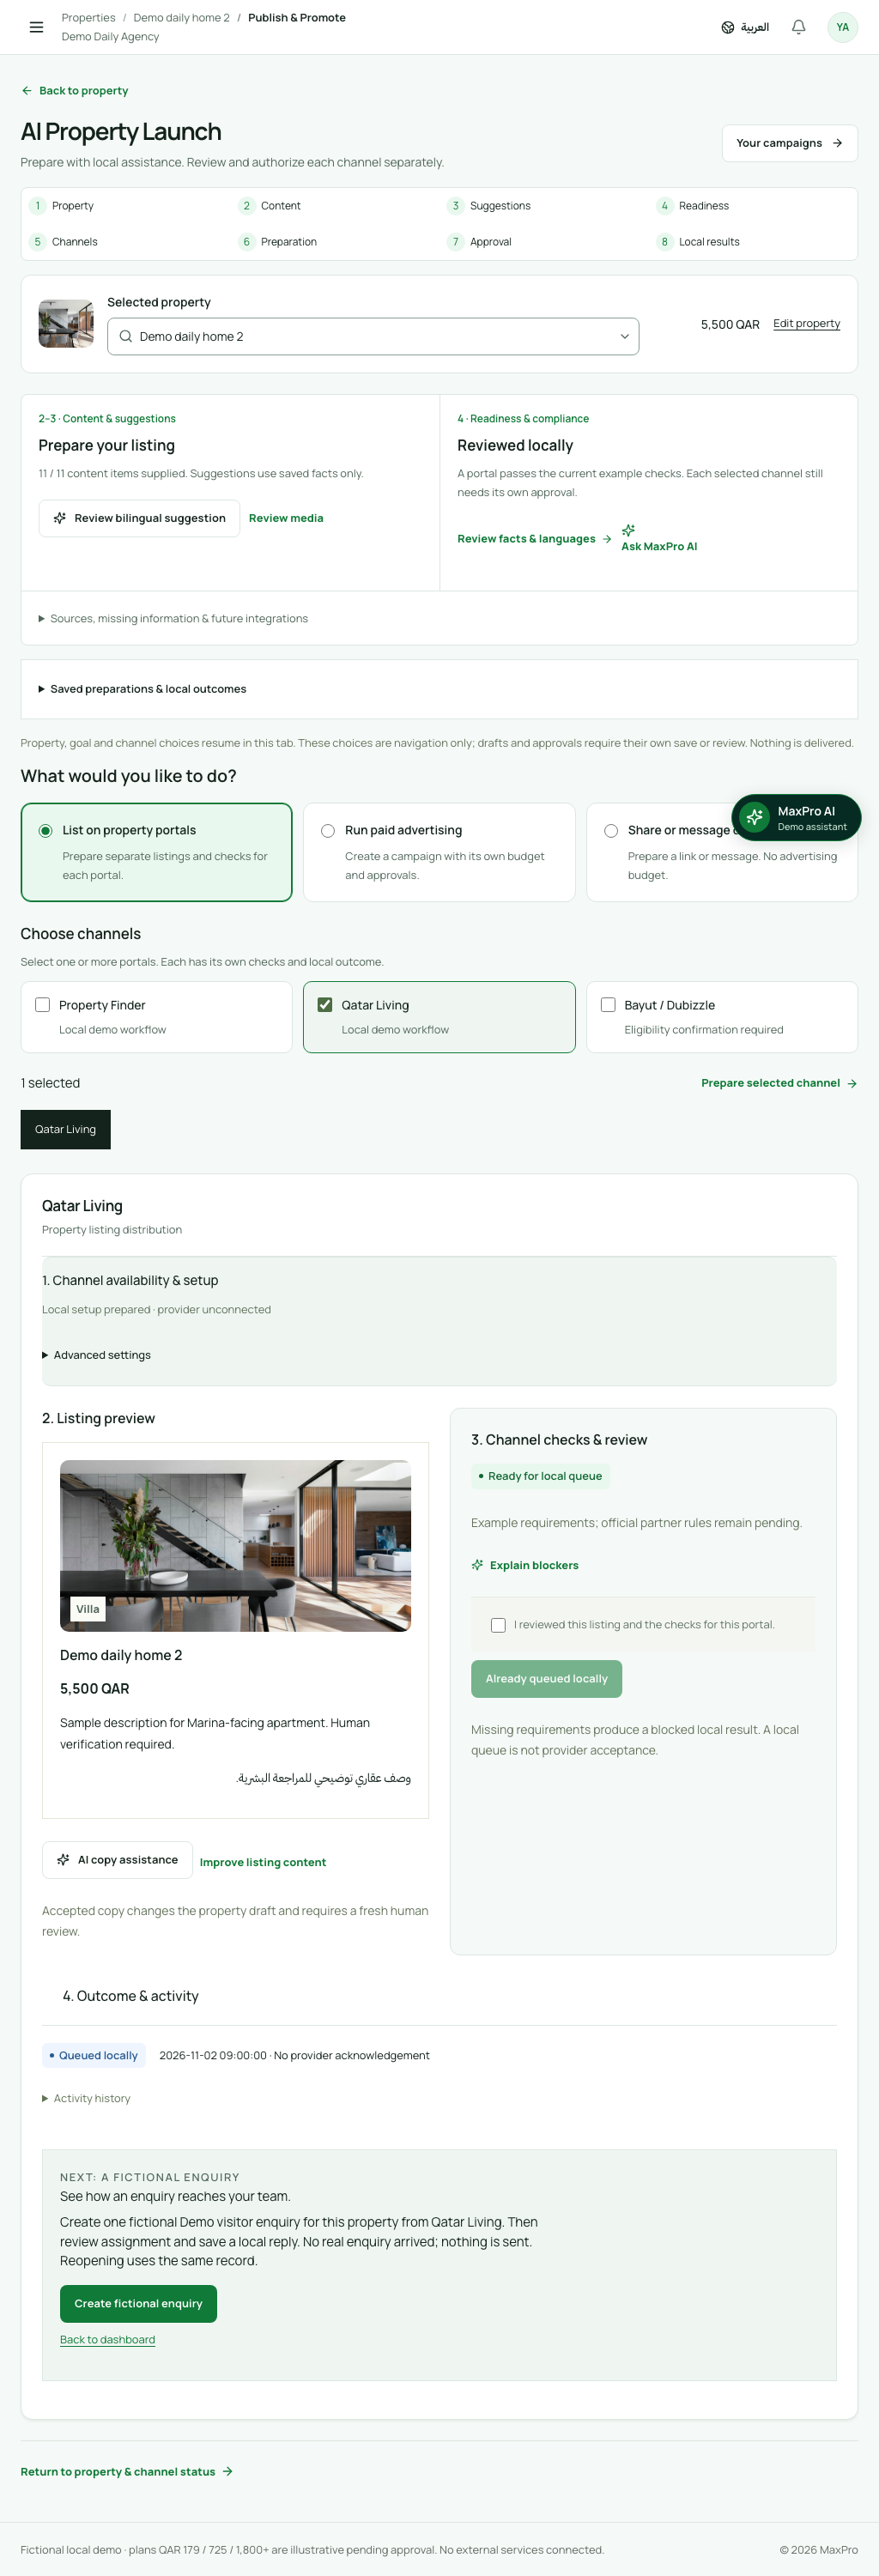 Properties / Demo daily home 2 / Publish & Promote
Demo Daily Agency
العربية
YA
Back to property
AI Property Launch
Prepare with local assistance. Review and authorize each channel separately.
Your campaigns
1 Property
2 Content
3 Suggestions
4 Readiness
5 Channels
6 Preparation
7 Approval
8 Local results
Selected property
Demo daily home 2
5,500 QAR
Edit property
2–3 · Content & suggestions
Prepare your listing
11 / 11 content items supplied. Suggestions use saved facts only.
Review bilingual suggestion
Review media
4 · Readiness & compliance
Reviewed locally
A portal passes the current example checks. Each selected channel still
needs its own approval.
Review facts & languages
Ask MaxPro AI
Sources, missing information & future integrations
Saved preparations & local outcomes
Property, goal and channel choices resume in this tab. These choices are navigation only; drafts and approvals require their own save or review. Nothing is delivered.
What would you like to do?
List on property portals
Prepare separate listings and checks for
each portal.
Run paid advertising
Create a campaign with its own budget
and approvals.
Share or message
Prepare a link or message. No advertising
budget.
MaxPro AI
Demo assistant
Choose channels
Select one or more portals. Each has its own checks and local outcome.
Property Finder
Local demo workflow
Qatar Living
Local demo workflow
Bayut / Dubizzle
Eligibility confirmation required
1 selected
Prepare selected channel
Qatar Living
Qatar Living
Property listing distribution
1. Channel availability & setup
Local setup prepared · provider unconnected
Advanced settings
2. Listing preview
Villa
Demo daily home 2
5,500 QAR
Sample description for Marina-facing apartment. Human
verification required.
وصف عقاري توضيحي للمراجعة البشرية.
AI copy assistance
Improve listing content
Accepted copy changes the property draft and requires a fresh human
review.
3. Channel checks & review
Ready for local queue
Example requirements; official partner rules remain pending.
Explain blockers
I reviewed this listing and the checks for this portal.
Already queued locally
Missing requirements produce a blocked local result. A local
queue is not provider acceptance.
4. Outcome & activity
Queued locally
2026-11-02 09:00:00 · No provider acknowledgement
Activity history
NEXT: A FICTIONAL ENQUIRY
See how an enquiry reaches your team.
Create one fictional Demo visitor enquiry for this property from Qatar Living. Then
review assignment and save a local reply. No real enquiry arrived; nothing is sent.
Reopening uses the same record.
Create fictional enquiry
Back to dashboard
Return to property & channel status
Fictional local demo · plans QAR 179 / 725 / 1,800+ are illustrative pending approval. No external services connected.
© 2026 MaxPro